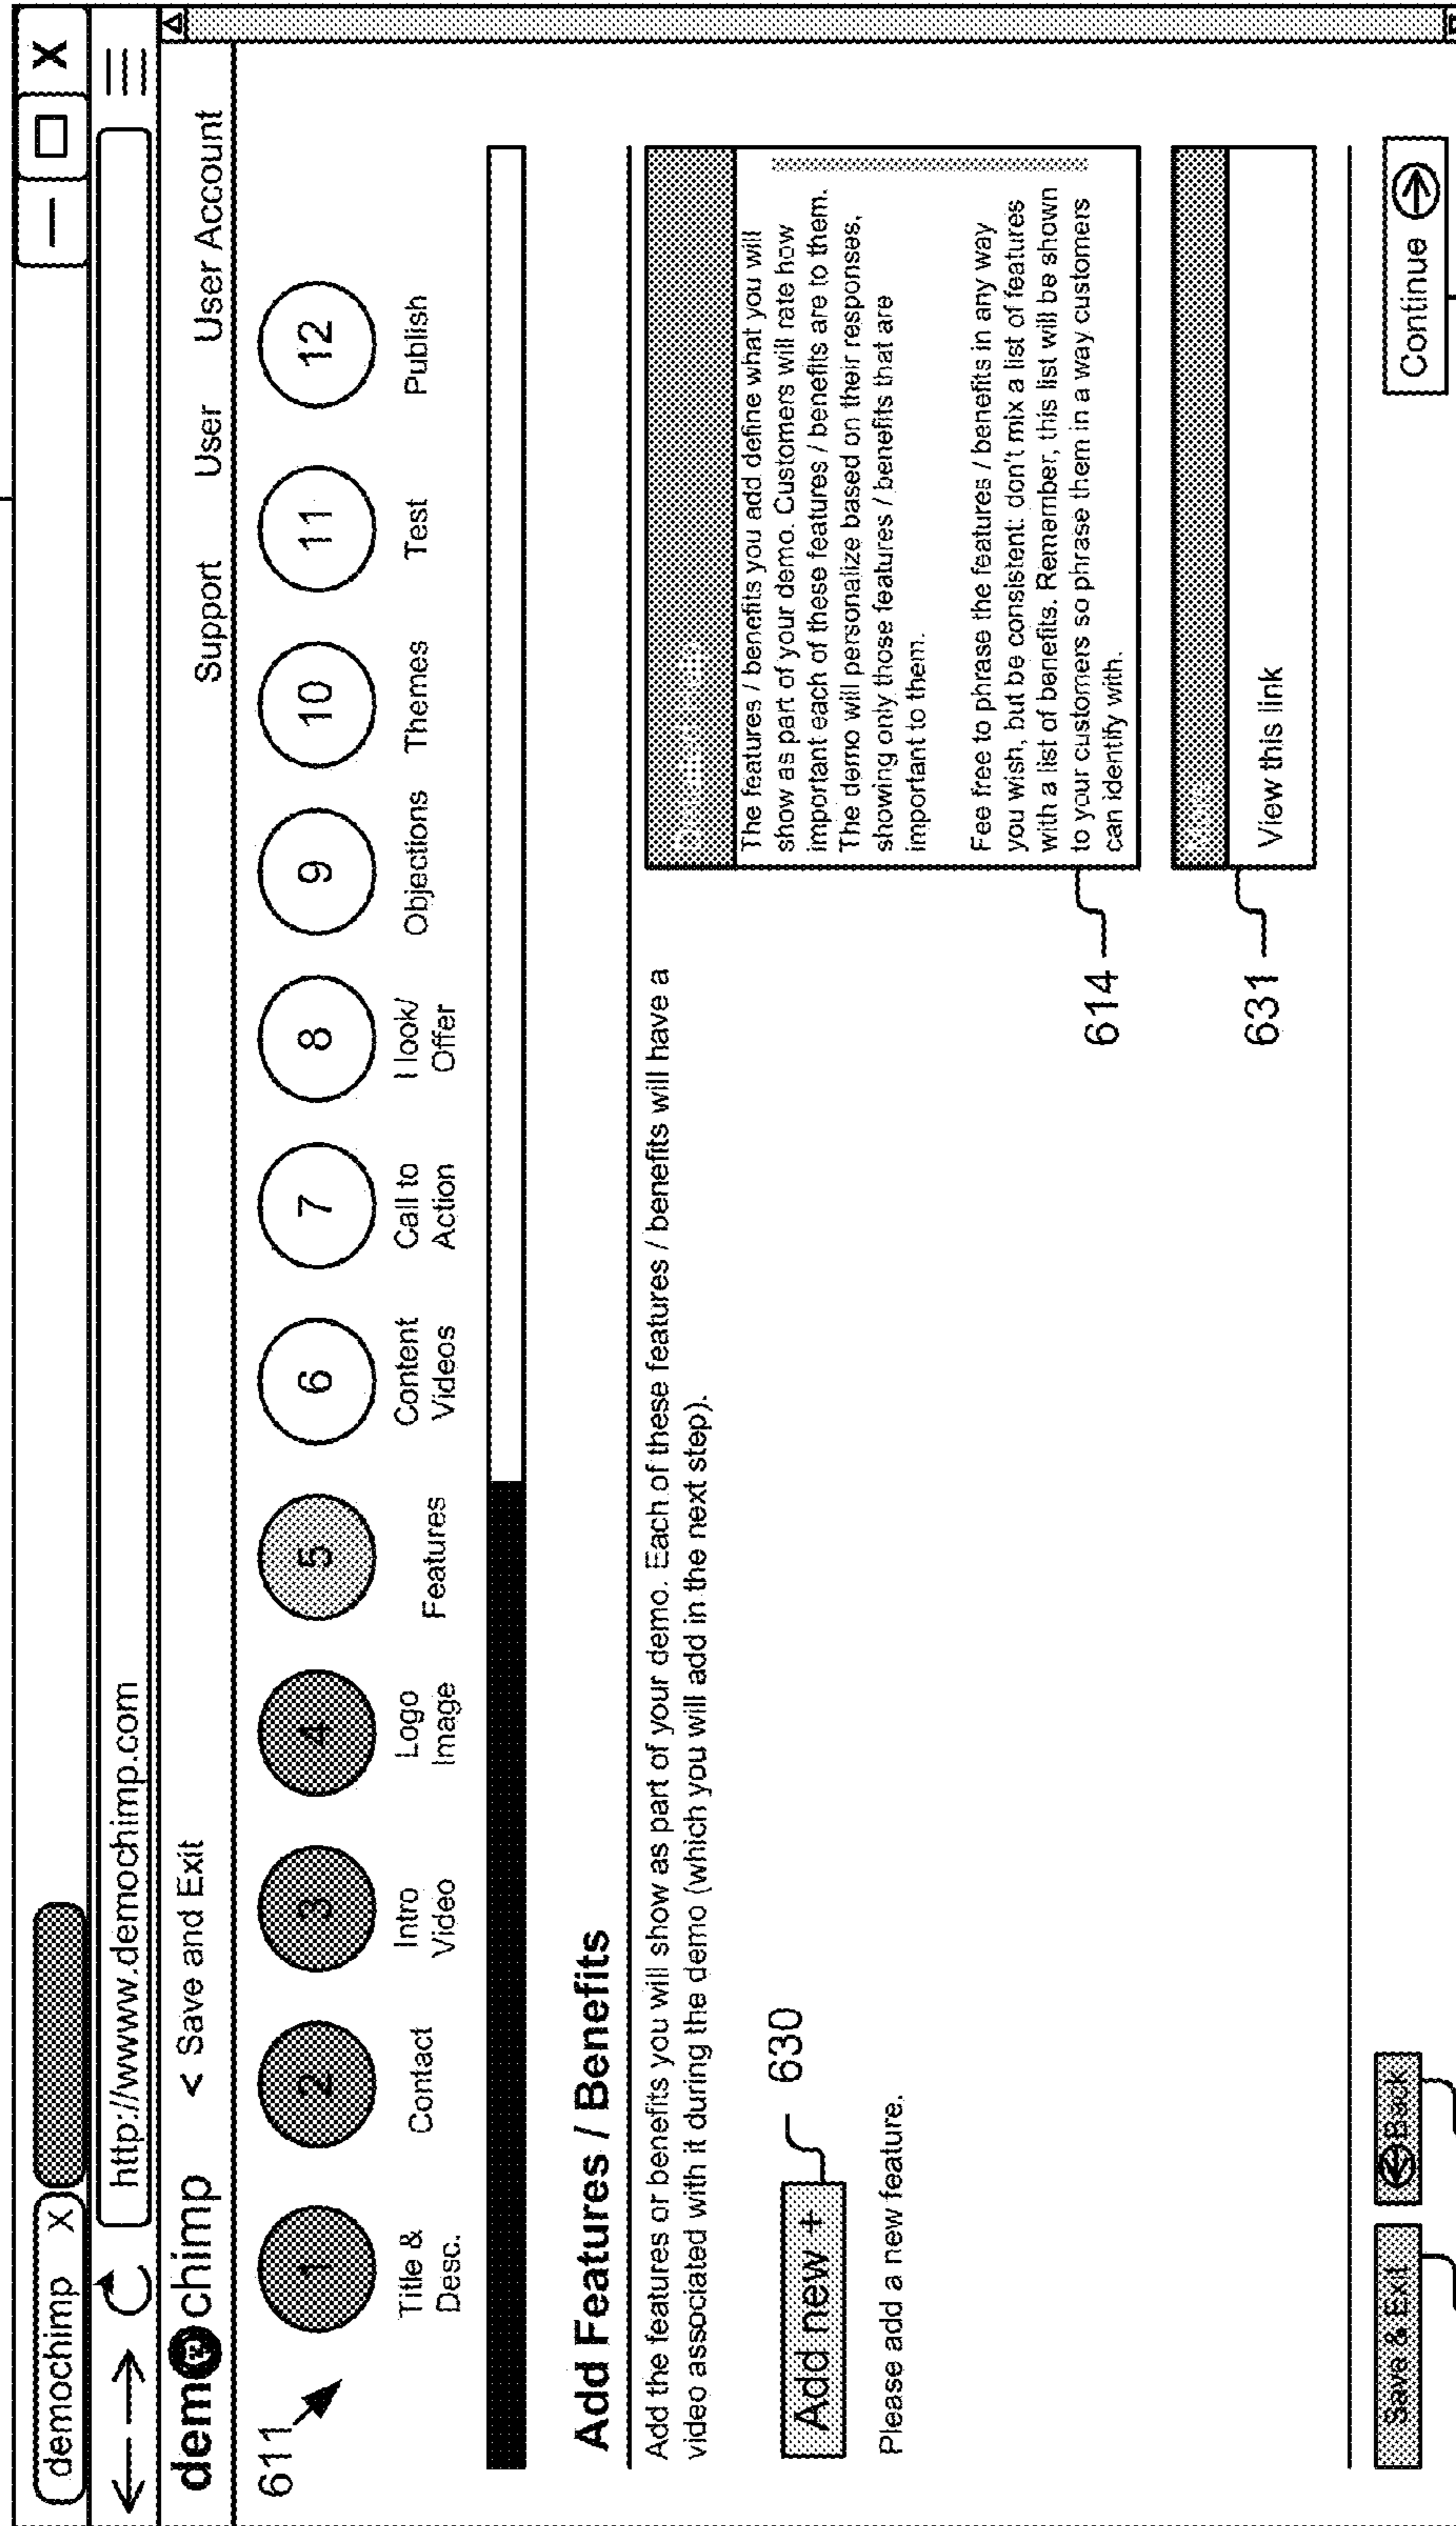 demochimp X
— □ X
http://www.demochimp.com
demochimp
< Save and Exit
Support
User
User Account
611
1 2 3 4 5 6 7 8 9 10 11 12
Title &
Desc.
Contact
Intro
Video
Logo
Image
Features
Content
Videos
Call to
Action
Offer
Objections
Themes
Test
Publish
Add Features / Benefits
Add the features or benefits you will show as part of your demo. Each of these features / benefits will have a
video associated with it during the demo (which you will add in the next step).
Add new +
630
Please add a new feature.
The features / benefits you add define what you will
show as part of your demo. Customers will rate how
important each of these features / benefits are to them.
The demo will personalize based on their responses,
showing only those features / benefits that are
important to them.
Fee free to phrase the features / benefits in any way
you wish, but be consistent: don't mix a list of features
with a list of benefits. Remember, this list will be shown
to your customers so phrase them in a way customers
can identify with.
614
View this link
631
Save & Exit
Back
Continue